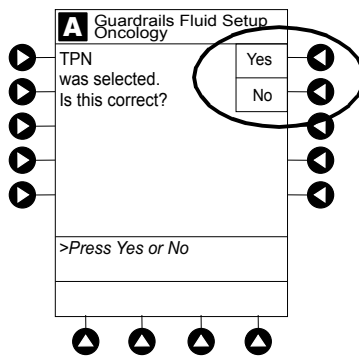 A Guardrails Fluid Setup
Oncology
TPN Yes
was selected.
Is this correct? No
>Press Yes or No